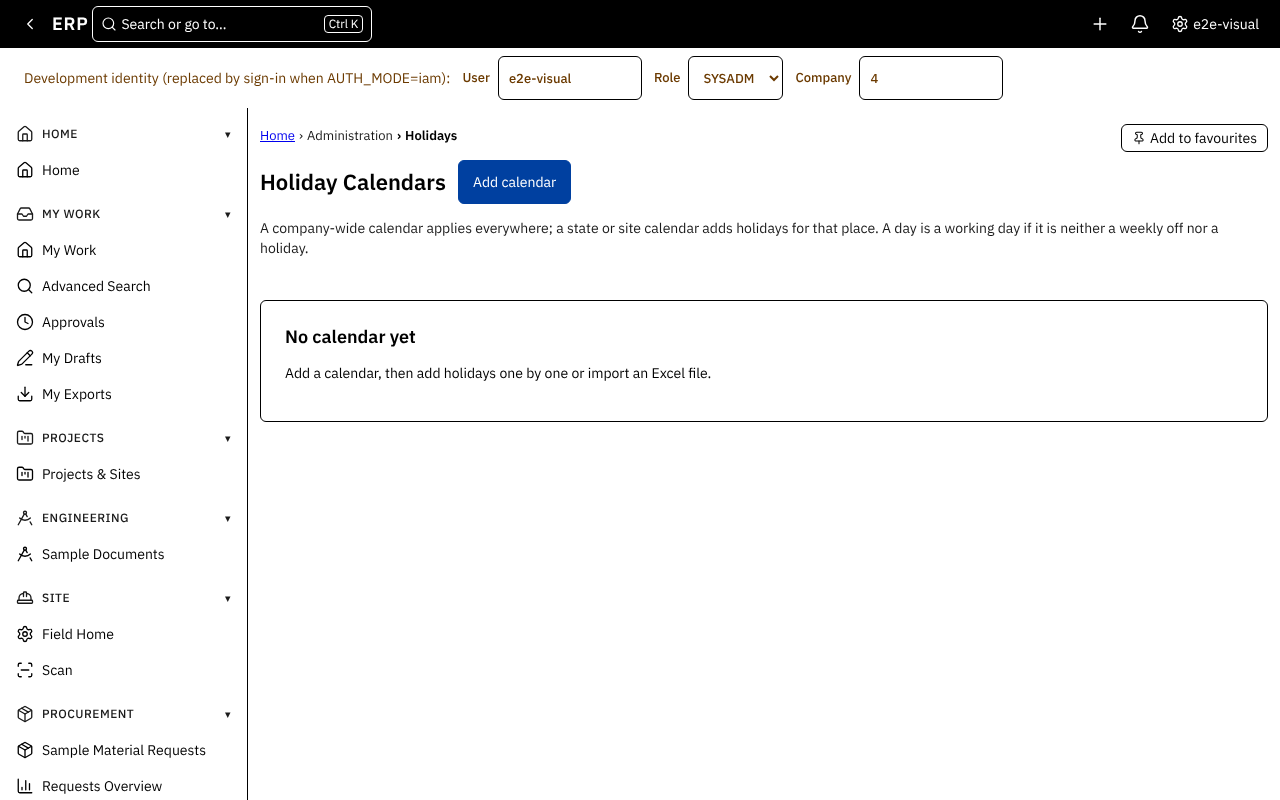 ERP
Search or go to...
Ctrl K
e2e-visual
Development identity (replaced by sign-in when AUTH_MODE=iam):
User
e2e-visual
Role
SYSADM
Company
4
HOME
Home
MY WORK
My Work
Advanced Search
Approvals
My Drafts
My Exports
PROJECTS
Projects & Sites
ENGINEERING
Sample Documents
SITE
Field Home
Scan
PROCUREMENT
Sample Material Requests
Requests Overview
Home › Administration › Holidays
Add to favourites
Holiday Calendars
Add calendar
A company-wide calendar applies everywhere; a state or site calendar adds holidays for that place. A day is a working day if it is neither a weekly off nor a
holiday.
No calendar yet
Add a calendar, then add holidays one by one or import an Excel file.